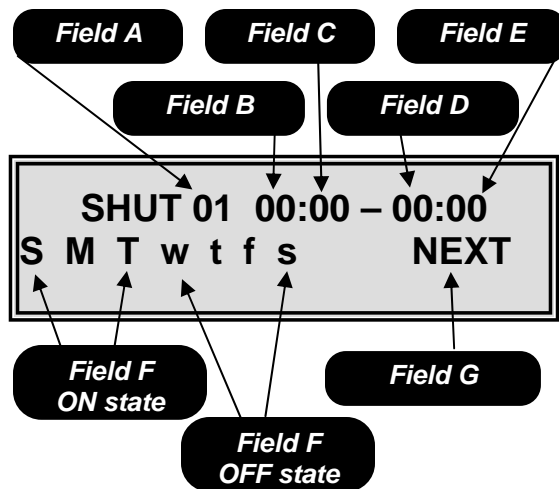 Field A
Field C
Field E
Field B
Field D
SHUT 01 00:00 – 00:00
S M T w t f s NEXT
Field F
ON state
Field G
Field F
OFF state